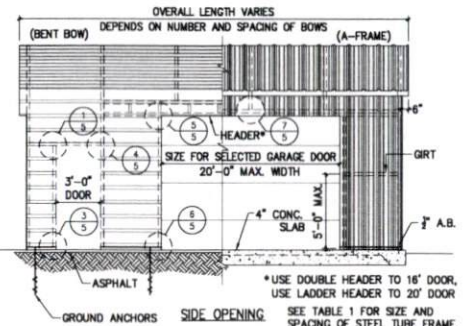 OVERALL LENGTH VARIES
DEPENDS ON NUMBER AND SPACING OF BOWS
(BENT BOW)
(A-FRAME)
6"
1
5
5
5
7
5
HEADER*
4
5
SIZE FOR SELECTED GARAGE DOOR
GIRT
3'-0"
DOOR
20'-0" MAX. WIDTH
5'-0" MAX.
3
5
6
5
4" CONC.
SLAB
½" A.B.
ASPHALT
*USE DOUBLE HEADER TO 16' DOOR,
USE LADDER HEADER TO 20' DOOR
GROUND ANCHORS
SIDE OPENING
SEE TABLE 1 FOR SIZE AND
SPACING OF STEEL TUBE FRAME